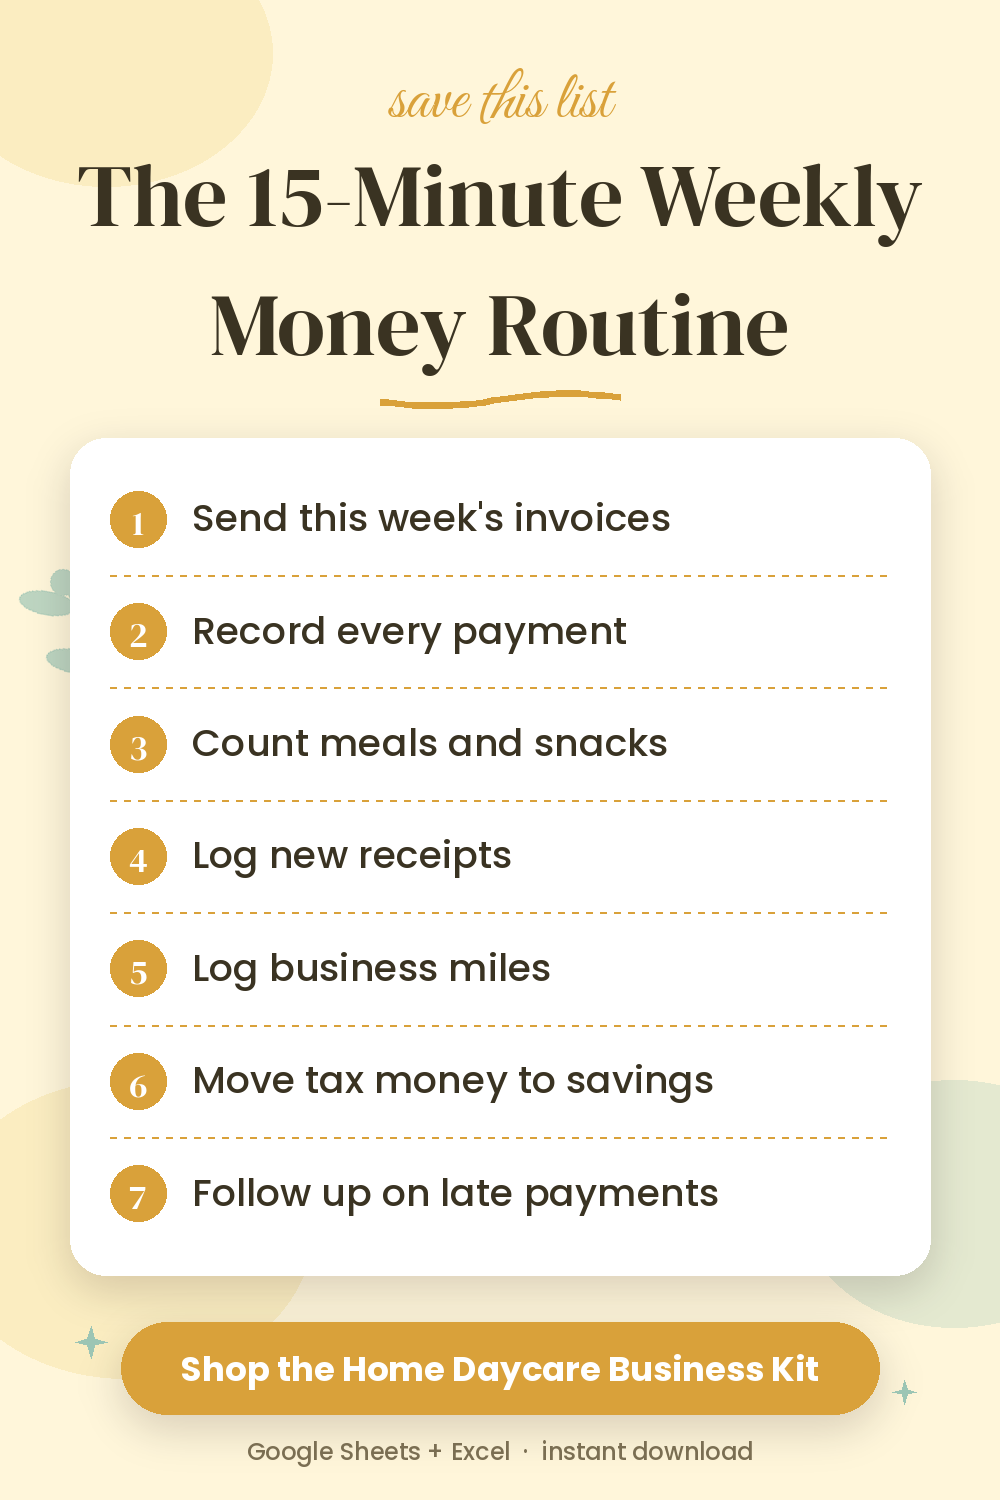 save this list
The 15-Minute Weekly
Money Routine
1 Send this week's invoices
2 Record every payment
3 Count meals and snacks
4 Log new receipts
5 Log business miles
6 Move tax money to savings
7 Follow up on late payments
Shop the Home Daycare Business Kit
Google Sheets + Excel · instant download